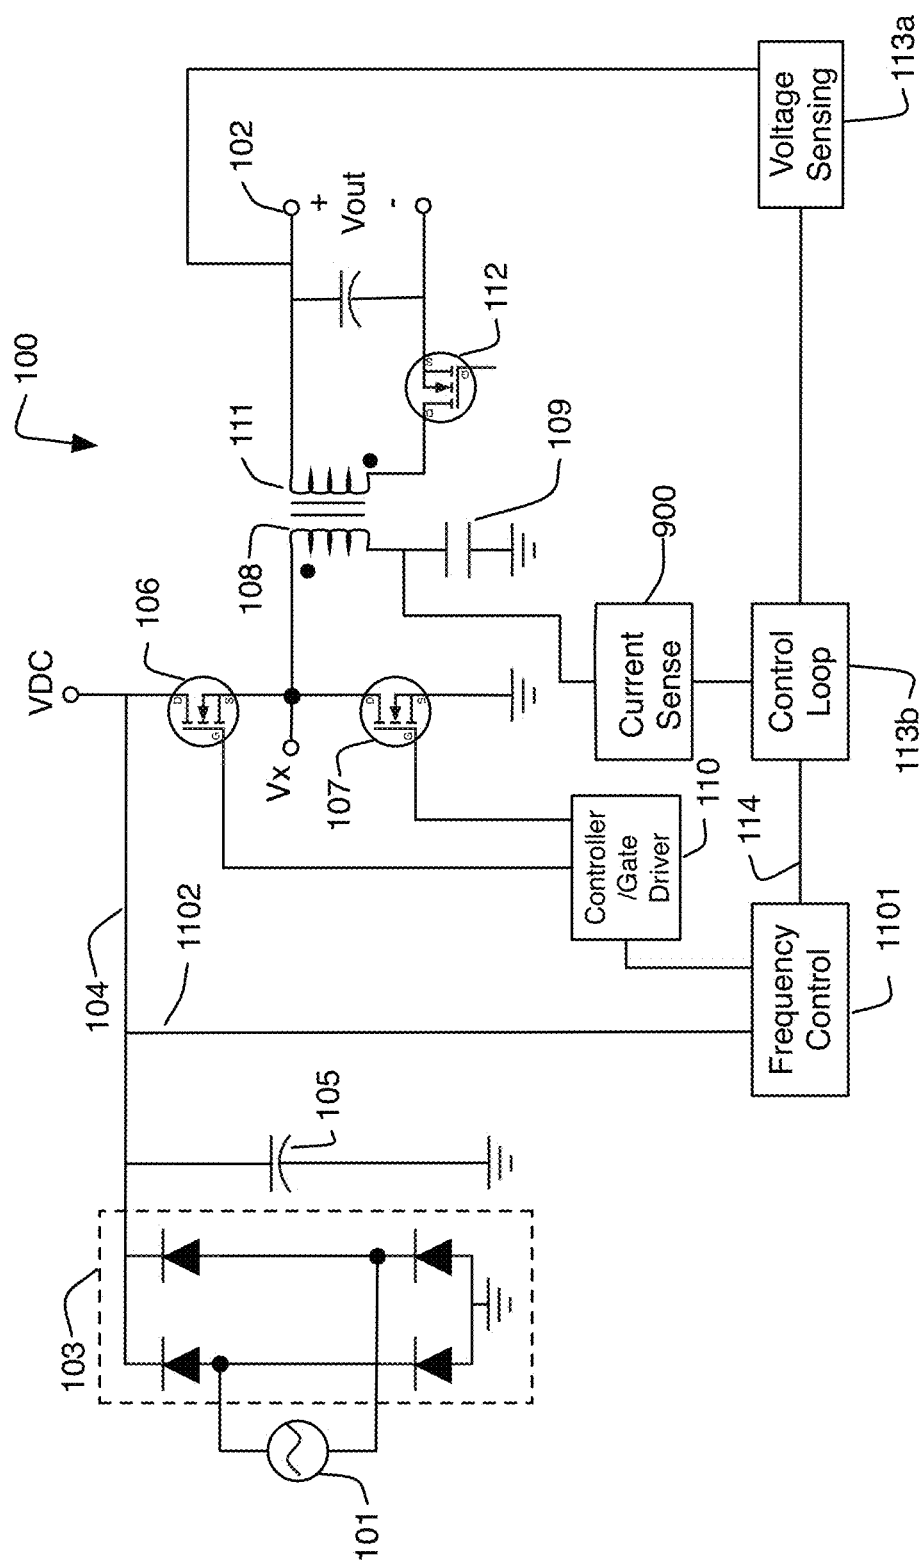 100
VDC
106
104
1102
103
101
105
Vx
107
108
111
102
+
Vout
-
112
109
D
S
G
D
S
G
D
S
G
Controller
/Gate
Driver
110
Current
Sense
900
Frequency
Control
1101
114
Control
Loop
113b
Voltage
Sensing
113a